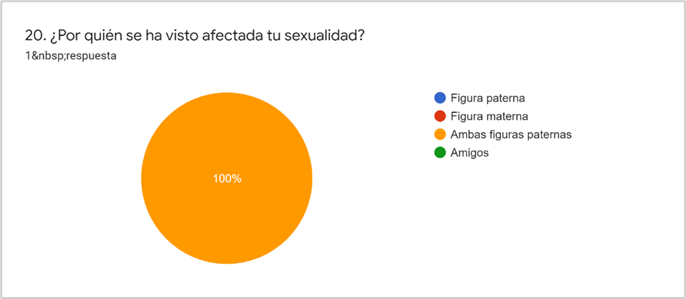 20. ¿Por quién se ha visto afectada tu sexualidad?
1&nbsp;respuesta
100%
Figura paterna
Figura materna
Ambas figuras paternas
Amigos